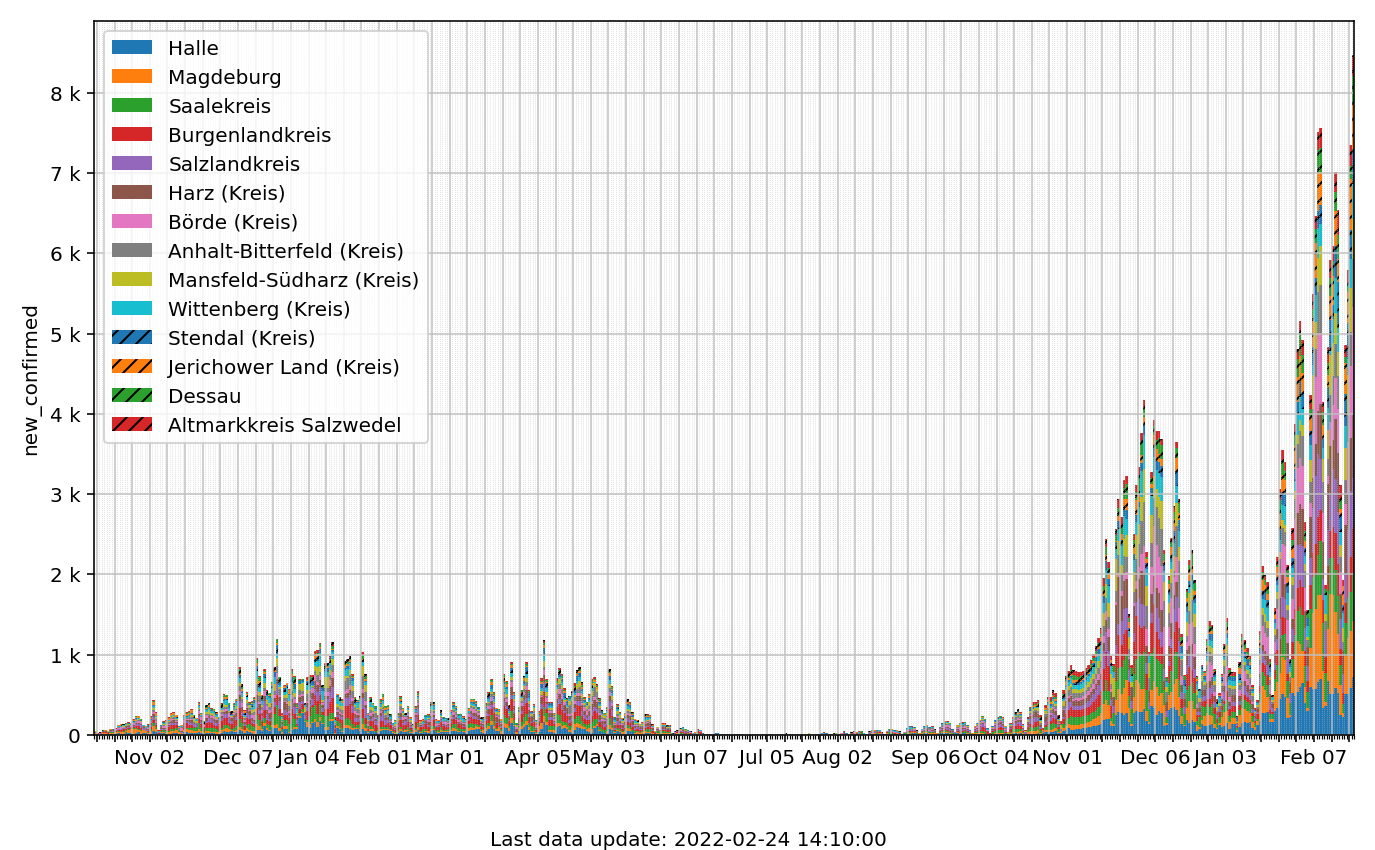 Halle
Magdeburg
Saalekreis
Burgenlandkreis
Salzlandkreis
Harz (Kreis)
Börde (Kreis)
Anhalt-Bitterfeld (Kreis)
Mansfeld-Südharz (Kreis)
Wittenberg (Kreis)
Stendal (Kreis)
Jerichower Land (Kreis)
Dessau
Altmarkkreis Salzwedel
8 k
7 k
6 k
5 k
4 k
3 k
2 k
1 k
0
new_confirmed
Nov 02 Dec 07 Jan 04 Feb 01 Mar 01 Apr 05 May 03 Jun 07 Jul 05 Aug 02 Sep 06 Oct 04 Nov 01 Dec 06 Jan 03 Feb 07
Last data update: 2022-02-24 14:10:00